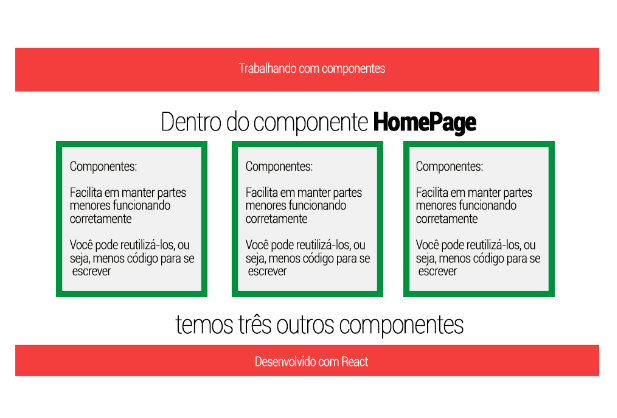 Trabalhando com componentes
Dentro do componente HomePage
Componentes:
Facilita em manter partes
menores funcionando
corretamente
Você pode reutilizá-los, ou
seja, menos código para se
escrever
Componentes:
Facilita em manter partes
menores funcionando
corretamente
Você pode reutilizá-los, ou
seja, menos código para se
escrever
Componentes:
Facilita em manter partes
menores funcionando
corretamente
Você pode reutilizá-los, ou
seja, menos código para se
escrever
temos três outros componentes
Desenvolvido com React